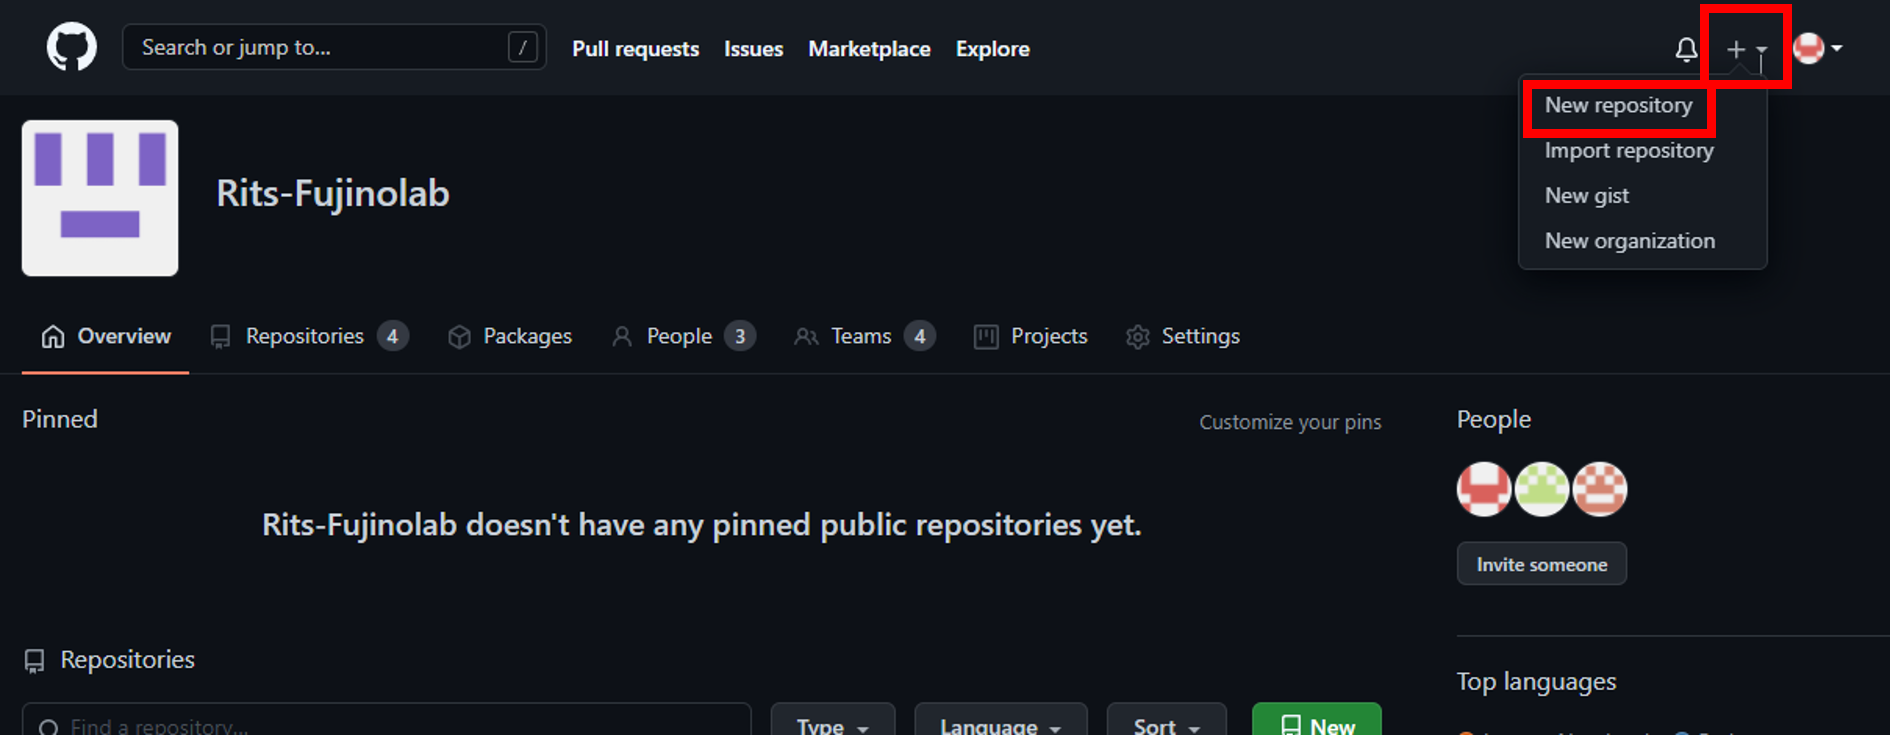 Search or jump to... / Pull requests Issues Marketplace Explore
New repository
Import repository
New gist
New organization
Rits-Fujinolab
Overview Repositories 4 Packages People 3 Teams 4 Projects Settings
Pinned Customize your pins
Rits-Fujinolab doesn't have any pinned public repositories yet.
People
Invite someone
Repositories
Find a repository...
Type Language Sort New
Top languages